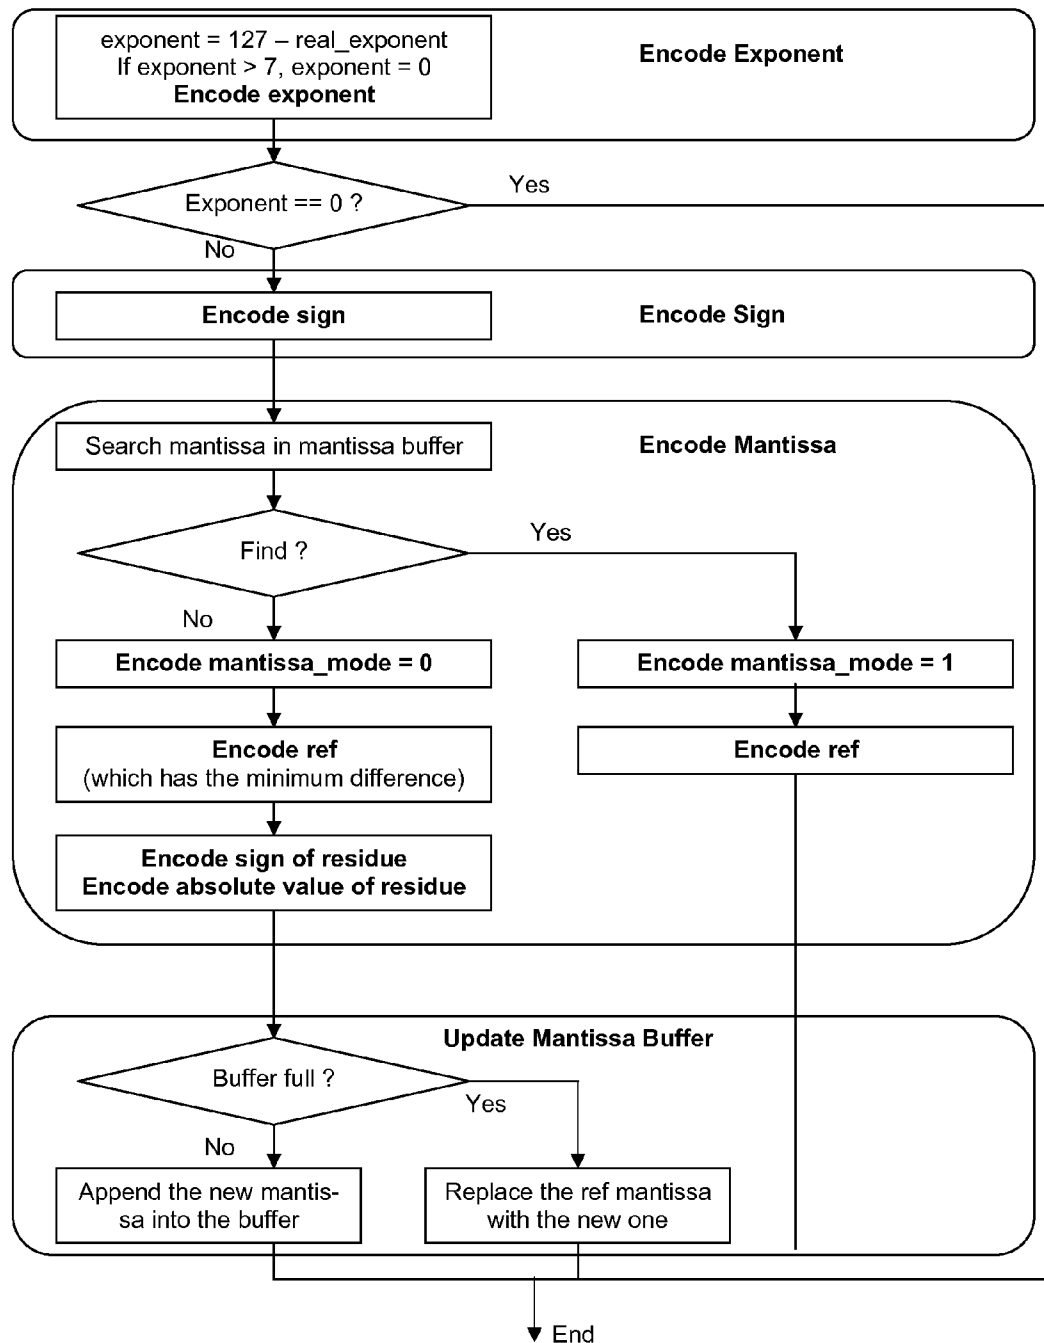 exponent = 127 – real_exponent
If exponent > 7, exponent = 0
Encode exponent
Encode Exponent
Exponent == 0 ?
Yes
No
Encode sign
Encode Sign
Search mantissa in mantissa buffer
Encode Mantissa
Find ?
Yes
No
Encode mantissa_mode = 0
Encode mantissa_mode = 1
Encode ref
(which has the minimum difference)
Encode ref
Encode sign of residue
Encode absolute value of residue
Update Mantissa Buffer
Buffer full ?
Yes
No
Append the new mantis-
sa into the buffer
Replace the ref mantissa
with the new one
End